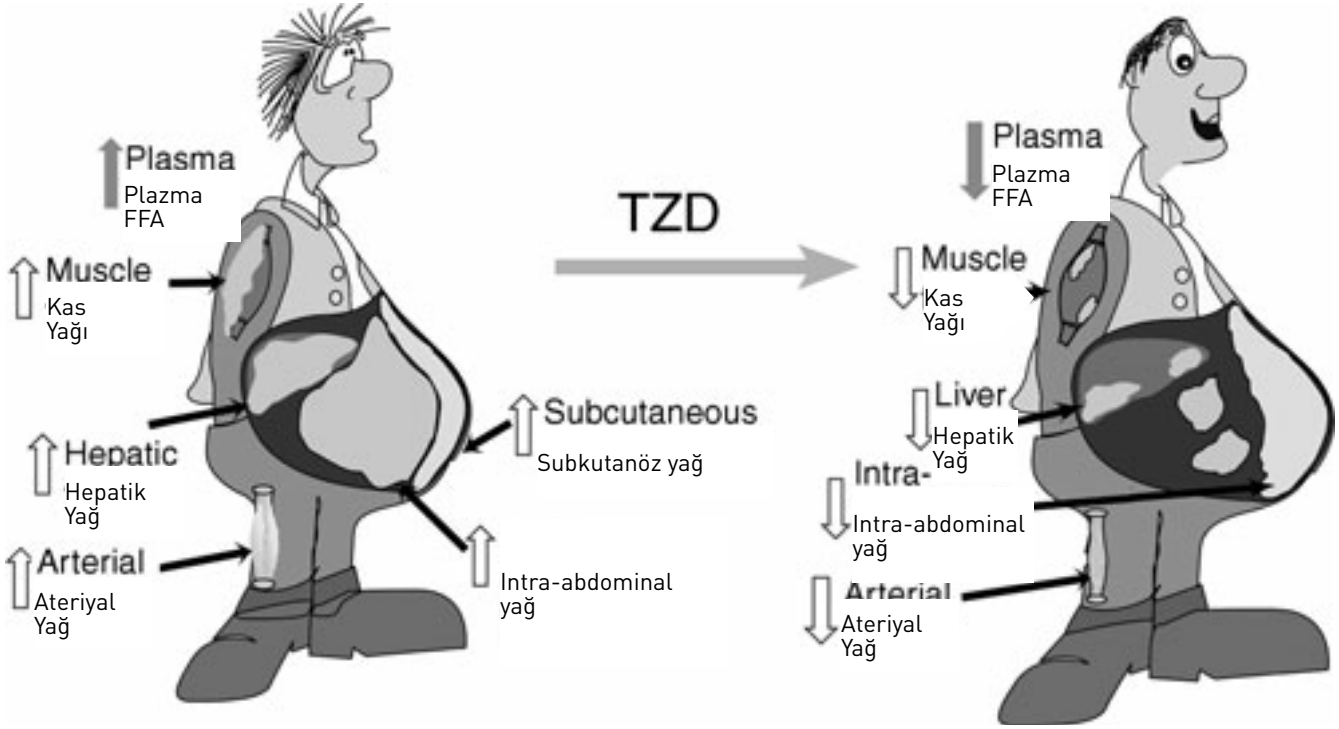 Plasma
Plazma
FFA
Muscle
Kas
Yağı
Hepatic
Hepatik
Yağ
Arterial
Ateriyal
Yağ
Subcutaneous
Subkutanöz yağ
Intra-abdominal
yağ
TZD
Plasma
Plazma
FFA
Muscle
Kas
Yağı
Liver
Hepatik
Yağ
Intra-
Intra-abdominal
yağ
Arterial
Ateriyal
Yağ